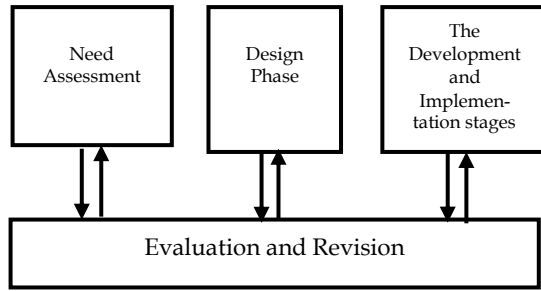 Need
Assessment
Design
Phase
The
Development
and
Implemen-
tation stages
Evaluation and Revision